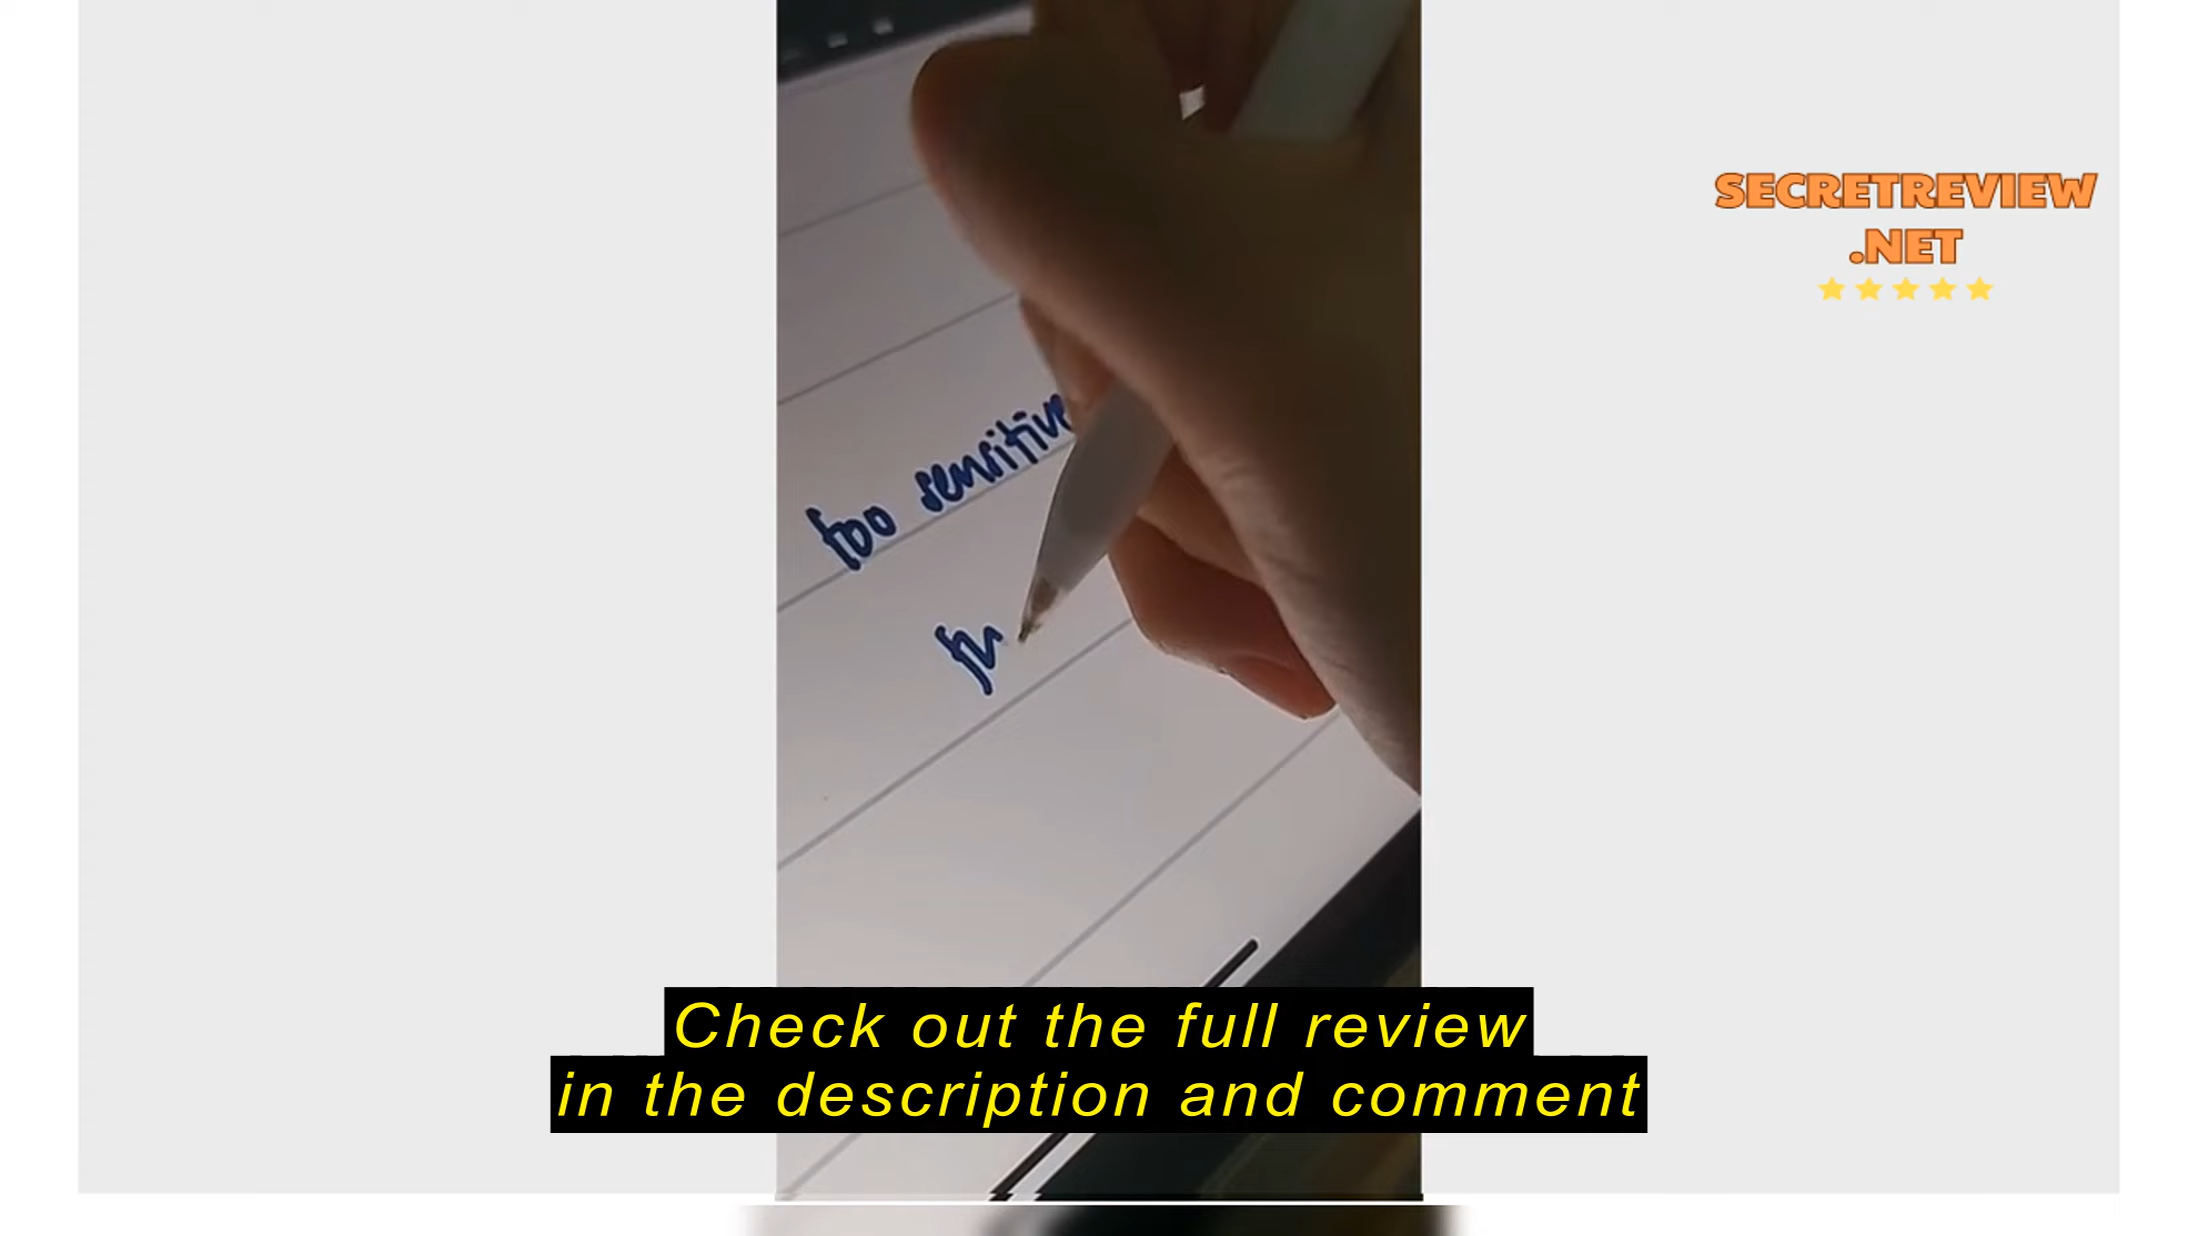 SECRETREVIEW
.NET
too sensitive
Check out the full review
in the description and comment